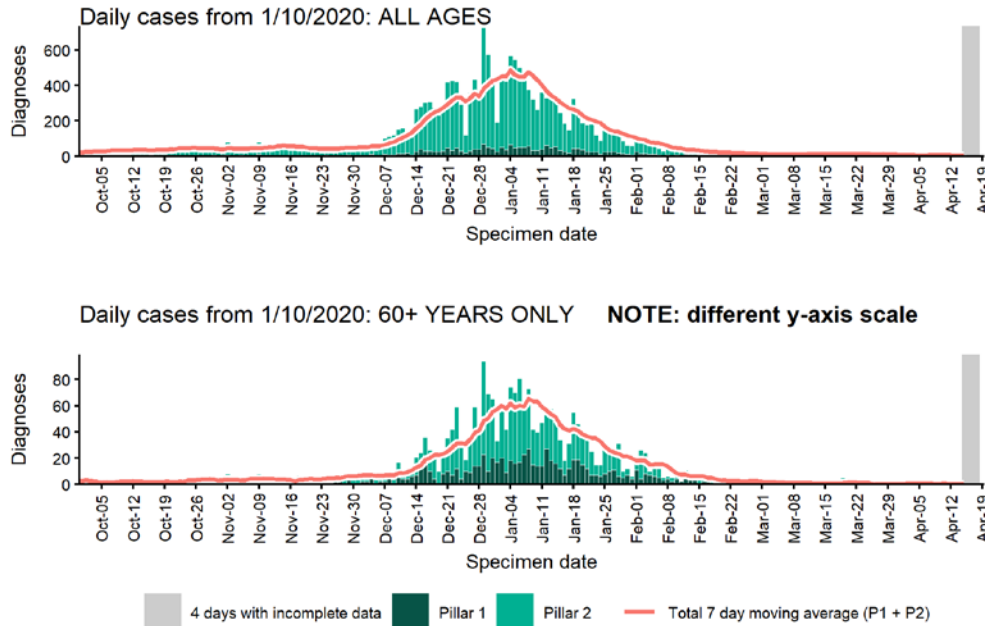 Daily cases from 1/10/2020: ALL AGES
Diagnoses
600
400
200
0
Oct-05 Oct-12 Oct-19 Oct-26 Nov-02 Nov-09 Nov-16 Nov-23 Nov-30 Dec-07 Dec-14 Dec-21 Dec-28 Jan-04 Jan-11 Jan-18 Jan-25 Feb-01 Feb-08 Feb-15 Feb-22 Mar-01 Mar-08 Mar-15 Mar-22 Mar-29 Apr-05 Apr-12 Apr-19
Specimen date
Daily cases from 1/10/2020: 60+ YEARS ONLY NOTE: different y-axis scale
Diagnoses
80
60
40
20
0
Oct-05 Oct-12 Oct-19 Oct-26 Nov-02 Nov-09 Nov-16 Nov-23 Nov-30 Dec-07 Dec-14 Dec-21 Dec-28 Jan-04 Jan-11 Jan-18 Jan-25 Feb-01 Feb-08 Feb-15 Feb-22 Mar-01 Mar-08 Mar-15 Mar-22 Mar-29 Apr-05 Apr-12 Apr-19
Specimen date
4 days with incomplete data Pillar 1 Pillar 2 Total 7 day moving average (P1 + P2)